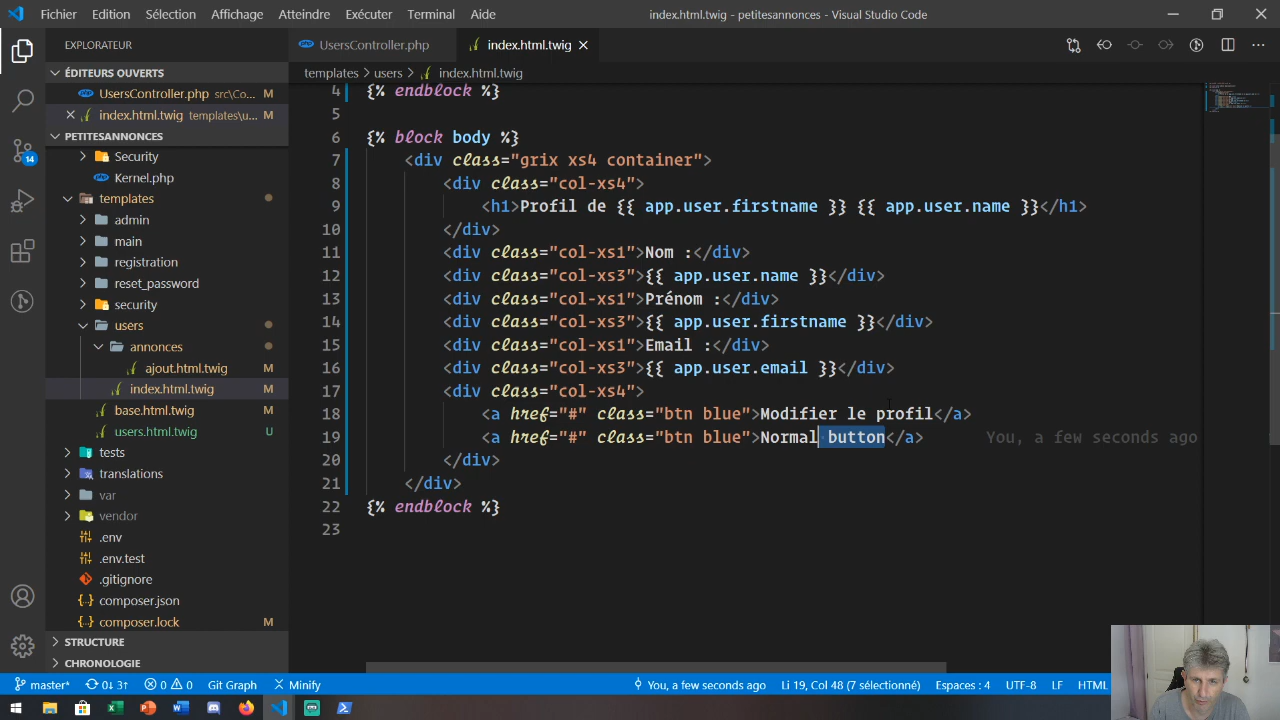 Fichier Edition Sélection Affichage Atteindre Exécuter Terminal Aide
index.html.twig - petitesannonces - Visual Studio Code
EXPLORATEUR
UsersController.php
index.html.twig
ÉDITEURS OUVERTS
UsersController.php src\Co... M
index.html.twig templates\u... M
PETITESANNONCES
Security
Kernel.php
templates
admin
main
registration
reset_password
security
users
annonces
ajout.html.twig M
index.html.twig M
base.html.twig M
users.html.twig U
tests
translations
var
vendor
.env
.env.test
.gitignore
composer.json
composer.lock M
STRUCTURE
CHRONOLOGIE
14
templates > users > index.html.twig
4 {% endblock %}
5
6 {% block body %}
7 <div class="grix xs4 container">
8 <div class="col-xs4">
9 <h1>Profil de {{ app.user.firstname }} {{ app.user.name }}</h1>
10 </div>
11 <div class="col-xs1">Nom :</div>
12 <div class="col-xs3">{{ app.user.name }}</div>
13 <div class="col-xs1">Prénom :</div>
14 <div class="col-xs3">{{ app.user.firstname }}</div>
15 <div class="col-xs1">Email :</div>
16 <div class="col-xs3">{{ app.user.email }}</div>
17 <div class="col-xs4">
18 <a href="#" class="btn blue">Modifier le profil</a>
19 <a href="#" class="btn blue">Normal button</a> You, a few seconds ago
20 </div>
21 </div>
22 {% endblock %}
23
master* 0↓ 3↑ 0 0 Git Graph Minify You, a few seconds ago Li 19, Col 48 (7 sélectionné) Espaces : 4 UTF-8 LF HTML